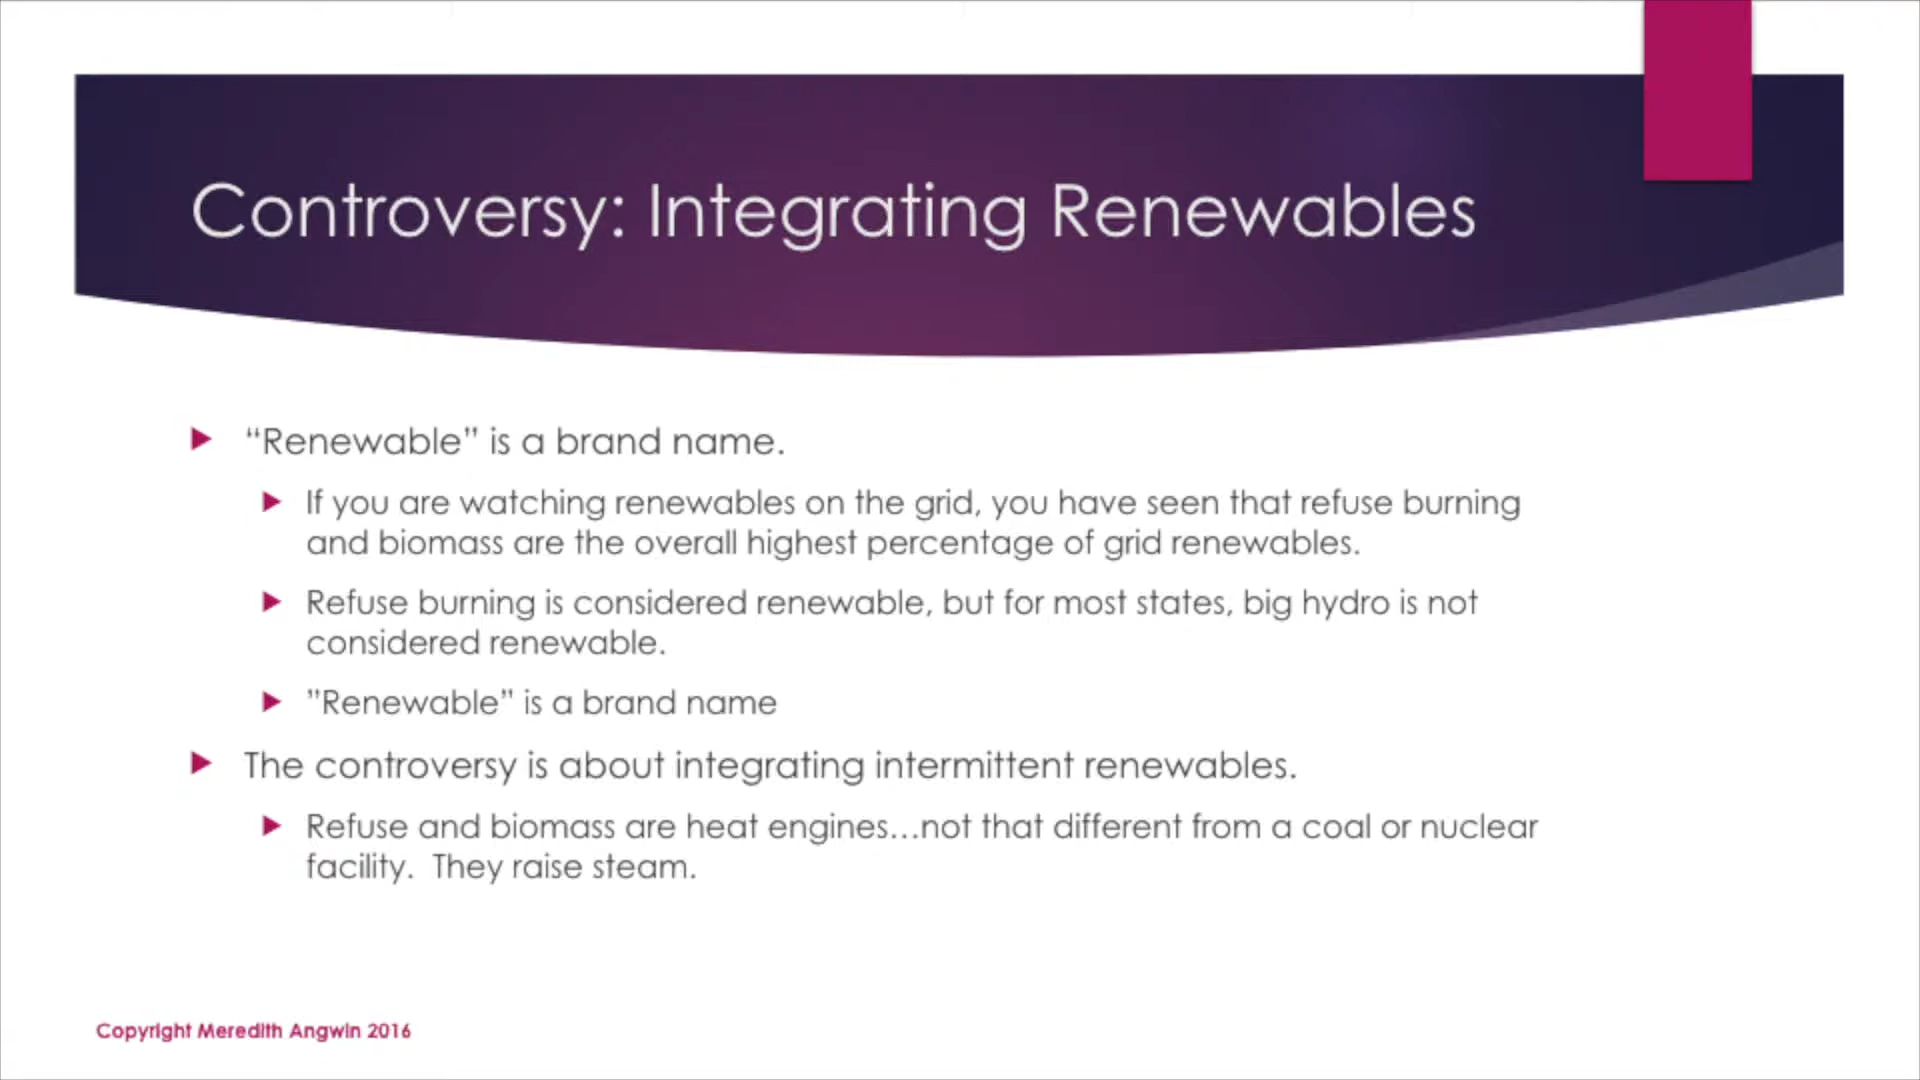 Controversy: Integrating Renewables
“Renewable” is a brand name.
If you are watching renewables on the grid, you have seen that refuse burning
and biomass are the overall highest percentage of grid renewables.
Refuse burning is considered renewable, but for most states, big hydro is not
considered renewable.
”Renewable” is a brand name
The controversy is about integrating intermittent renewables.
Refuse and biomass are heat engines…not that different from a coal or nuclear
facility.  They raise steam.
Copyright Meredith Angwin 2016